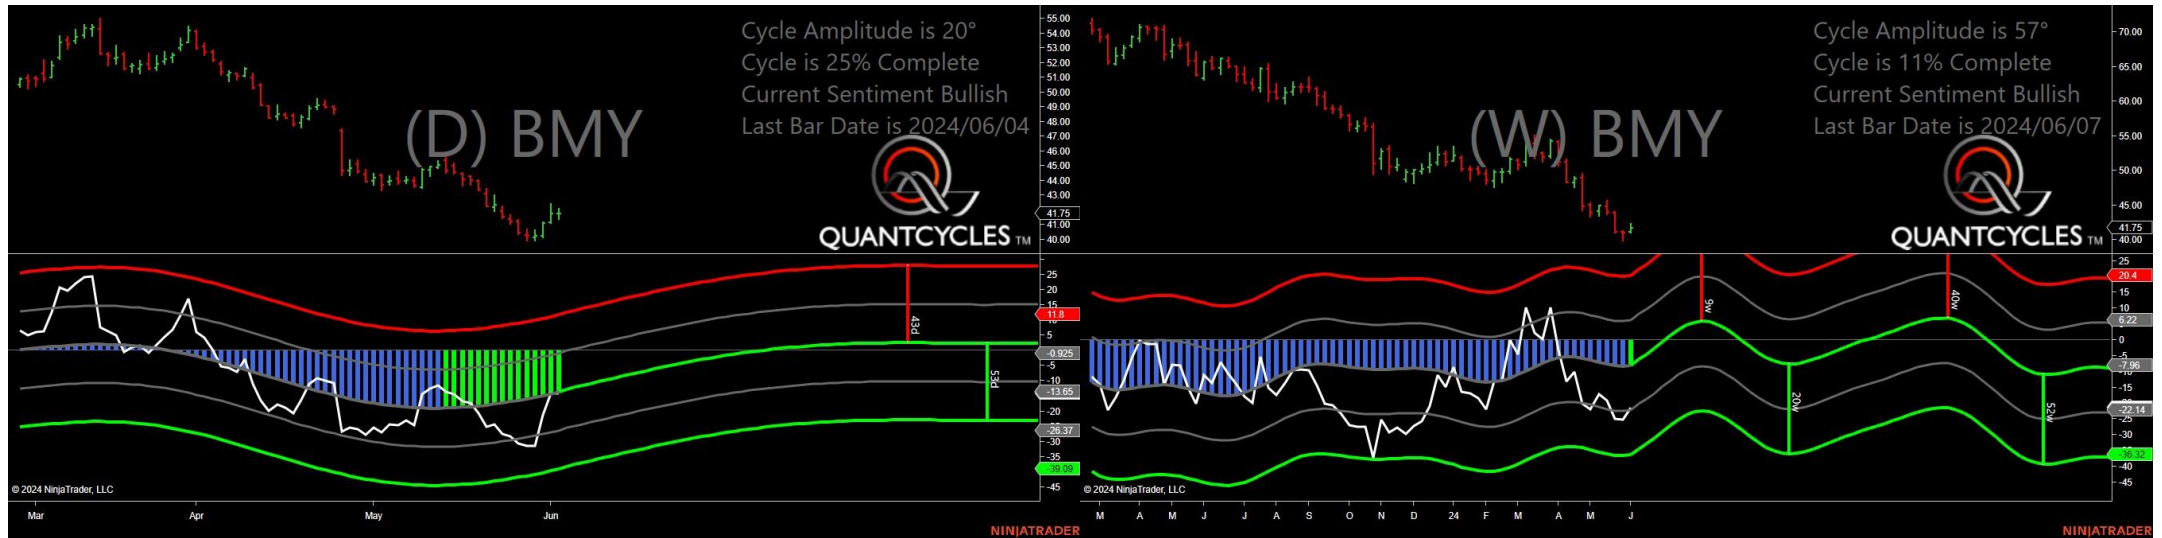 Cycle Amplitude is 20°
Cycle is 25% Complete
Current Sentiment Bullish
Last Bar Date is 2024/06/04
(D) BMY
QUANTCYCLES TM
55.00
54.00
53.00
52.00
51.00
50.00
49.00
48.00
47.00
46.00
45.00
44.00
43.00
41.75
41.00
40.00
25
20
15
11.8
5
-0.925
-5
-10
-13.65
-20
-26.37
-30
-35
-39.09
-45
43d
53d
© 2024 NinjaTrader, LLC
Mar
Apr
May
Jun
NINJATRADER
Cycle Amplitude is 57°
Cycle is 11% Complete
Current Sentiment Bullish
Last Bar Date is 2024/06/07
(W) BMY
QUANTCYCLES TM
70.00
65.00
60.00
55.00
50.00
45.00
41.75
40.00
25
20.4
15
10
6.22
0
-5
-7.96
-15
-22.14
-25
-30
-36.32
-40
-45
9w
20w
40w
52w
© 2024 NinjaTrader, LLC
M A M J J A S O N D 24 F M A M J
NINJATRADER